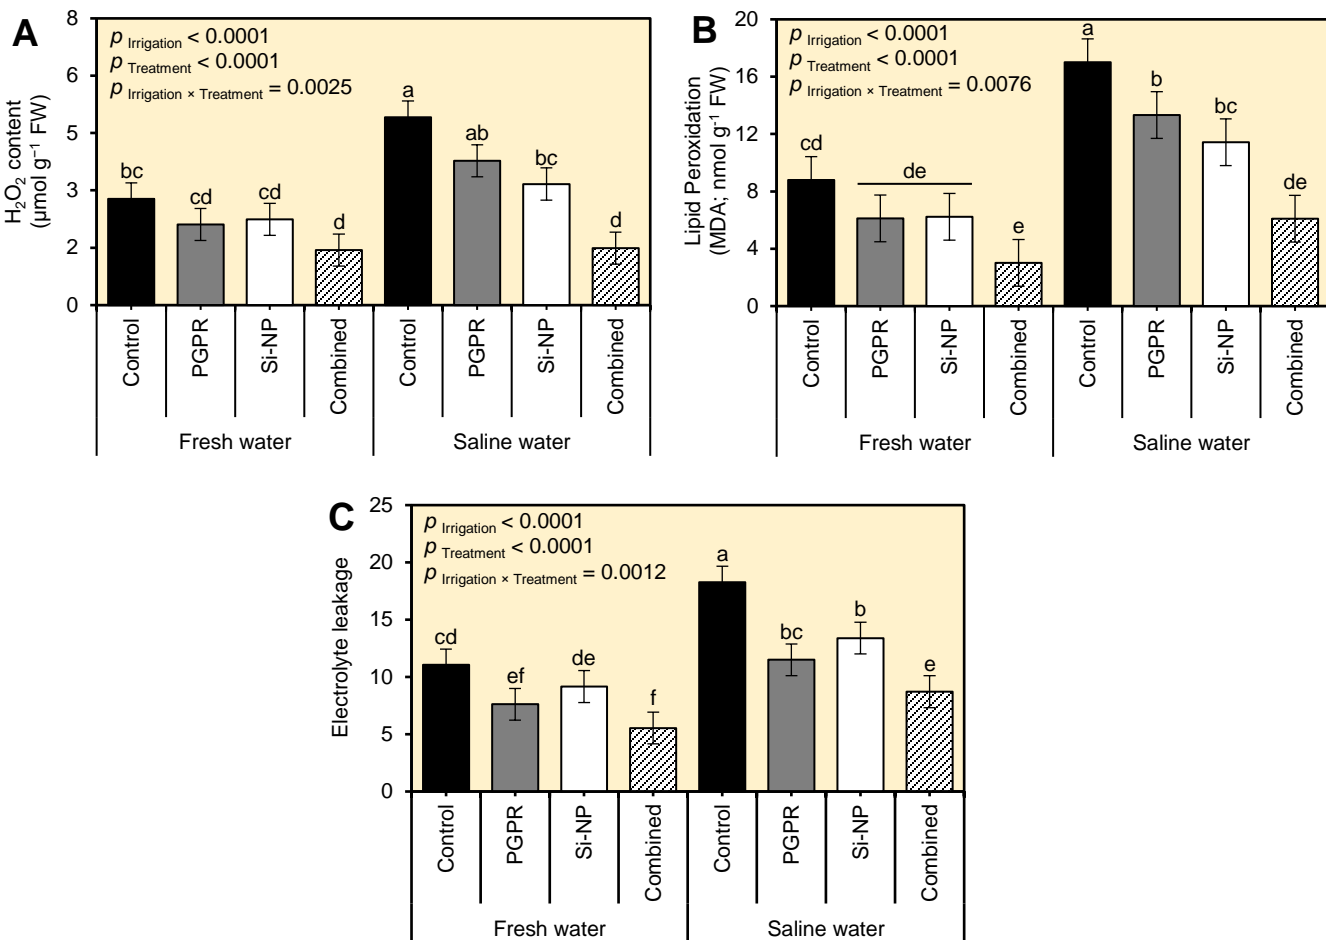 A
p Irrigation < 0.0001
p Treatment < 0.0001
p Irrigation × Treatment = 0.0025
H₂O₂ content
(µmol g⁻¹ FW)
8
6
5
3
2
0
bc
cd
cd
d
a
ab
bc
d
Control
PGPR
Si-NP
Combined
Control
PGPR
Si-NP
Combined
Fresh water
Saline water
B
p Irrigation < 0.0001
p Treatment < 0.0001
p Irrigation × Treatment = 0.0076
Lipid Peroxidation
(MDA; nmol g⁻¹ FW)
20
16
12
8
4
0
cd
de
e
a
b
bc
de
Control
PGPR
Si-NP
Combined
Control
PGPR
Si-NP
Combined
Fresh water
Saline water
C
p Irrigation < 0.0001
p Treatment < 0.0001
p Irrigation × Treatment = 0.0012
Electrolyte leakage
25
20
15
10
5
0
cd
ef
de
f
a
bc
b
e
Control
PGPR
Si-NP
Combined
Control
PGPR
Si-NP
Combined
Fresh water
Saline water